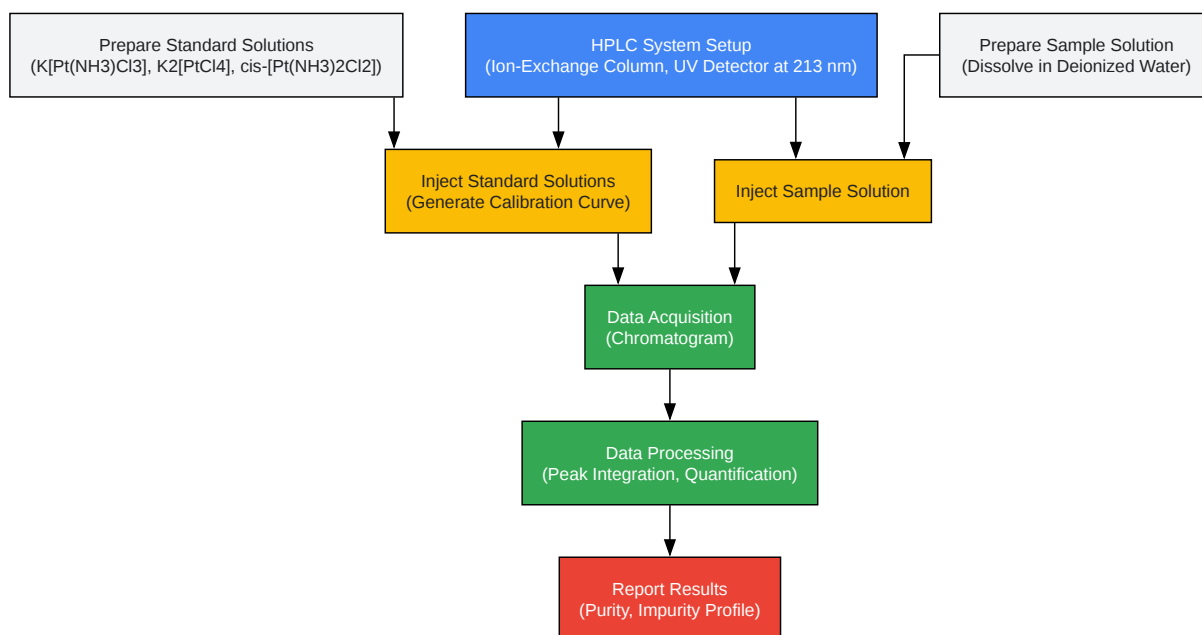 Prepare Standard Solutions
(K[Pt(NH3)Cl3], K2[PtCl4], cis-[Pt(NH3)2Cl2])
HPLC System Setup
(Ion-Exchange Column, UV Detector at 213 nm)
Prepare Sample Solution
(Dissolve in Deionized Water)
Inject Standard Solutions
(Generate Calibration Curve)
Inject Sample Solution
Data Acquisition
(Chromatogram)
Data Processing
(Peak Integration, Quantification)
Report Results
(Purity, Impurity Profile)